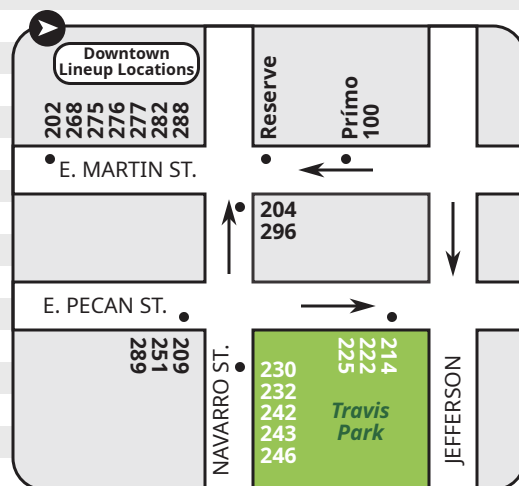 Downtown
Lineup Locations
202
268
275
276
277
282
288
Reserve
Prímo
100
E. MARTIN ST.
204
296
E. PECAN ST.
289
251
209
NAVARRO ST.
230
232
242
243
246
225
222
214
Travis
Park
JEFFERSON